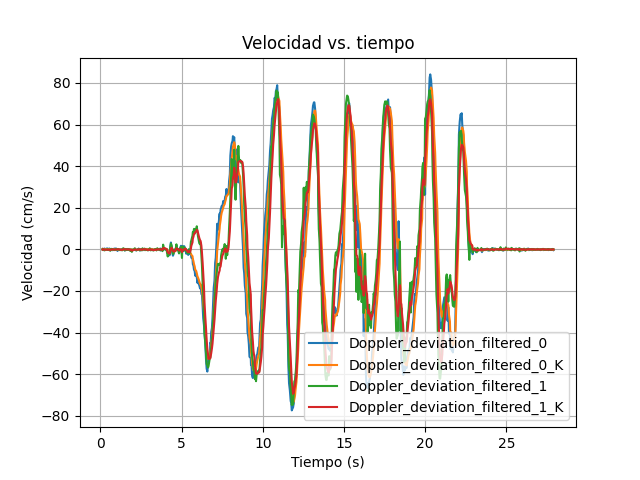 Velocidad vs. tiempo
Velocidad (cm/s)
80
60
40
20
0
−20
−40
−60
−80
Doppler_deviation_filtered_0
Doppler_deviation_filtered_0_K
Doppler_deviation_filtered_1
Doppler_deviation_filtered_1_K
0 5 10 15 20 25
Tiempo (s)